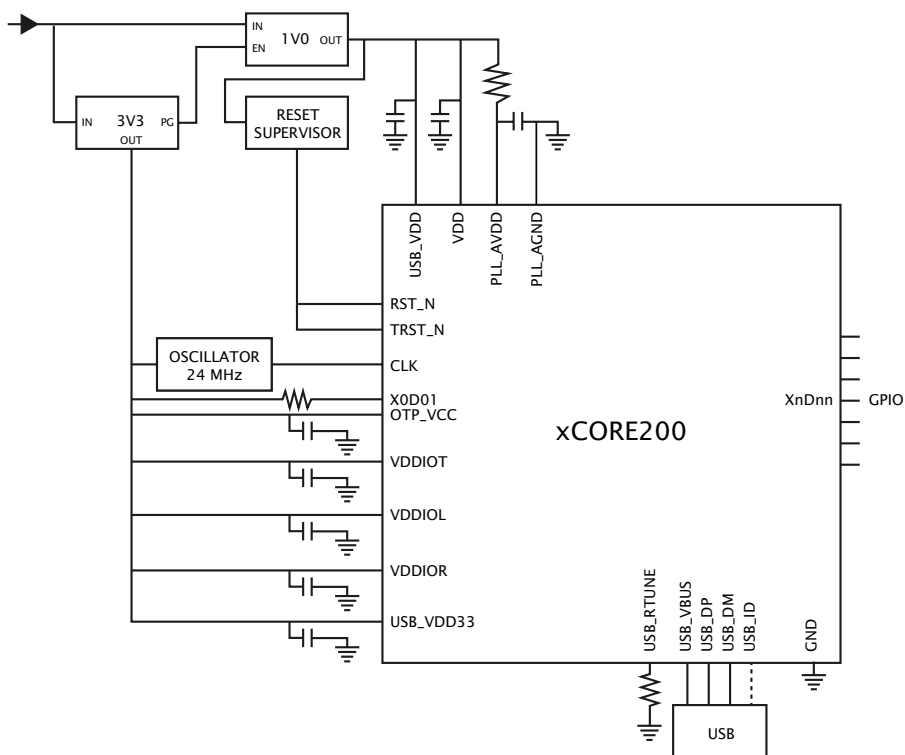 IN
1V0
OUT
EN
IN
3V3
PG
OUT
RESET
SUPERVISOR
USB_VDD
VDD
PLL_AVDD
PLL_AGND
RST_N
TRST_N
OSCILLATOR
24 MHz
CLK
X0D01
OTP_VCC
XnDnn
GPIO
xCORE200
VDDIOT
VDDIOL
VDDIOR
USB_VDD33
USB_RTUNE
USB_VBUS
USB_DP
USB_DM
USB_ID
GND
USB